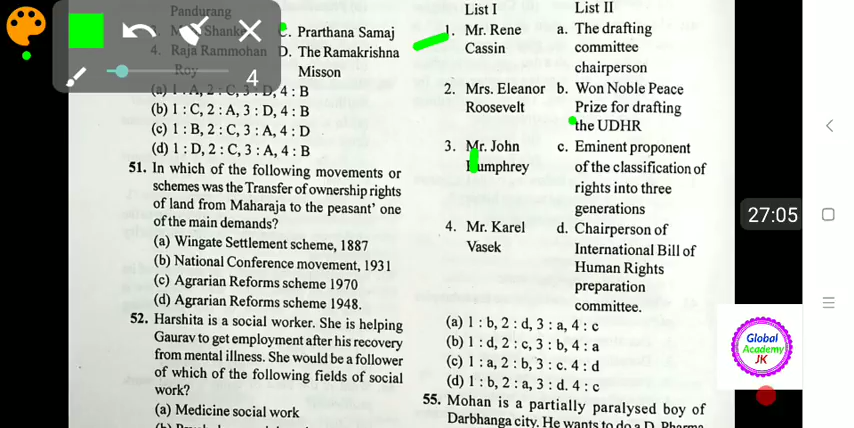 Pandurang
C. Prarthana Samaj
4. Raja Rammohan D. The Ramakrishna
Roy Misson
(a) 1 : A, 2 : C, 3 : D, 4 : B
(b) 1 : C, 2 : A, 3 : D, 4 : B
(c) 1 : B, 2 : C, 3 : A, 4 : D
(d) 1 : D, 2 : C, 3 : A, 4 : B
51. In which of the following movements or
schemes was the Transfer of ownership rights
of land from Maharaja to the peasant' one
of the main demands?
(a) Wingate Settlement scheme, 1887
(b) National Conference movement, 1931
(c) Agrarian Reforms scheme 1970
(d) Agrarian Reforms scheme 1948.
52. Harshita is a social worker. She is helping
Gaurav to get employment after his recovery
from mental illness. She would be a follower
of which of the following fields of social
work?
(a) Medicine social work
List I List II
1. Mr. Rene a. The drafting
Cassin committee
chairperson
2. Mrs. Eleanor b. Won Noble Peace
Roosevelt Prize for drafting
the UDHR
3. Mr. John c. Eminent proponent
Humphrey of the classification of
rights into three
generations
4. Mr. Karel d. Chairperson of
Vasek International Bill of
Human Rights
preparation
committee.
(a) 1 : b, 2 : d, 3 : a, 4 : c
(b) 1 : d, 2 : c, 3 : b, 4 : a
(c) 1 : a, 2 : b, 3 : c. 4 : d
(d) 1 : b, 2 : a, 3 : d. 4 : c
55. Mohan is a partially paralysed boy of
Darbhanga city. He wants to do a D. Pharma
4
27:05
Global
Academy
JK